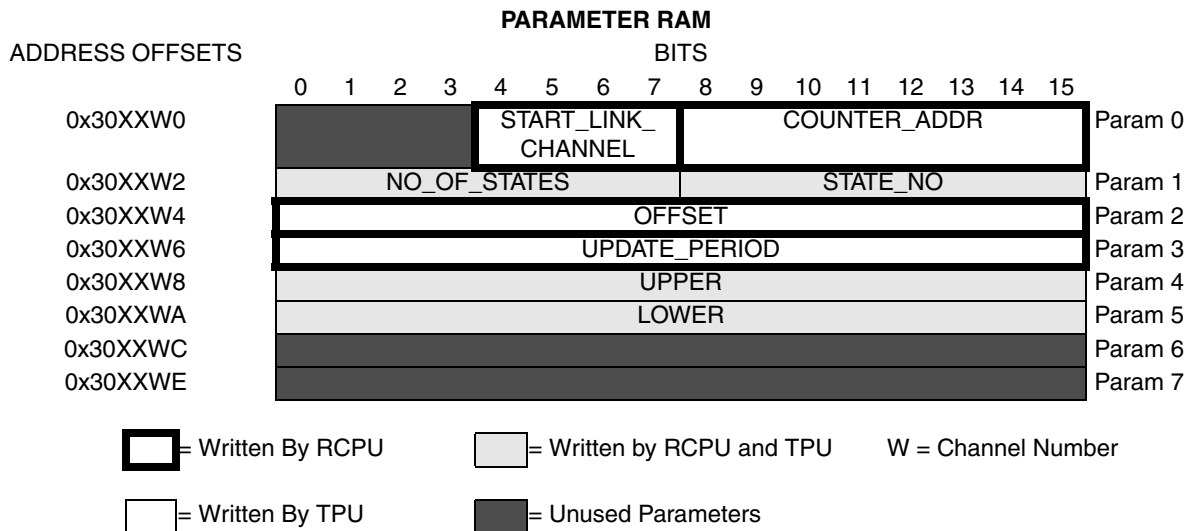 PARAMETER RAM
ADDRESS OFFSETS BITS
0 1 2 3 4 5 6 7 8 9 10 11 12 13 14 15
0x30XXW0 START_LINK_ COUNTER_ADDR Param 0
CHANNEL
0x30XXW2 NO_OF_STATES STATE_NO Param 1
0x30XXW4 OFFSET Param 2
0x30XXW6 UPDATE_PERIOD Param 3
0x30XXW8 UPPER Param 4
0x30XXWA LOWER Param 5
0x30XXWC Param 6
0x30XXWE Param 7
= Written By RCPU = Written by RCPU and TPU W = Channel Number
= Written By TPU = Unused Parameters